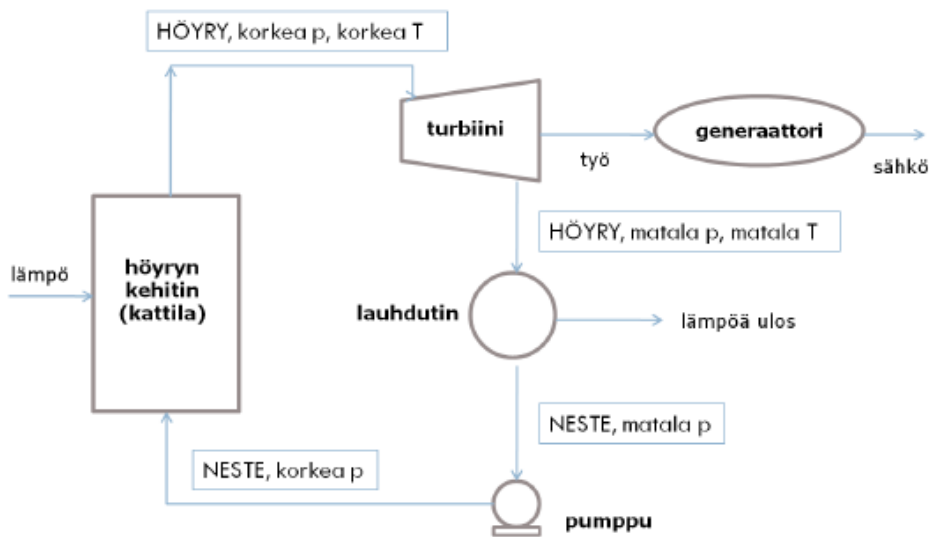 HÖYRY, korkea p, korkea T
turbiini
generaattori
työ
sähkö
HÖYRY, matala p, matala T
lämpö
höyryn
kehitin
(kattila)
lauhdutin
lämpöä ulos
NESTE, matala p
NESTE, korkea p
pumppu